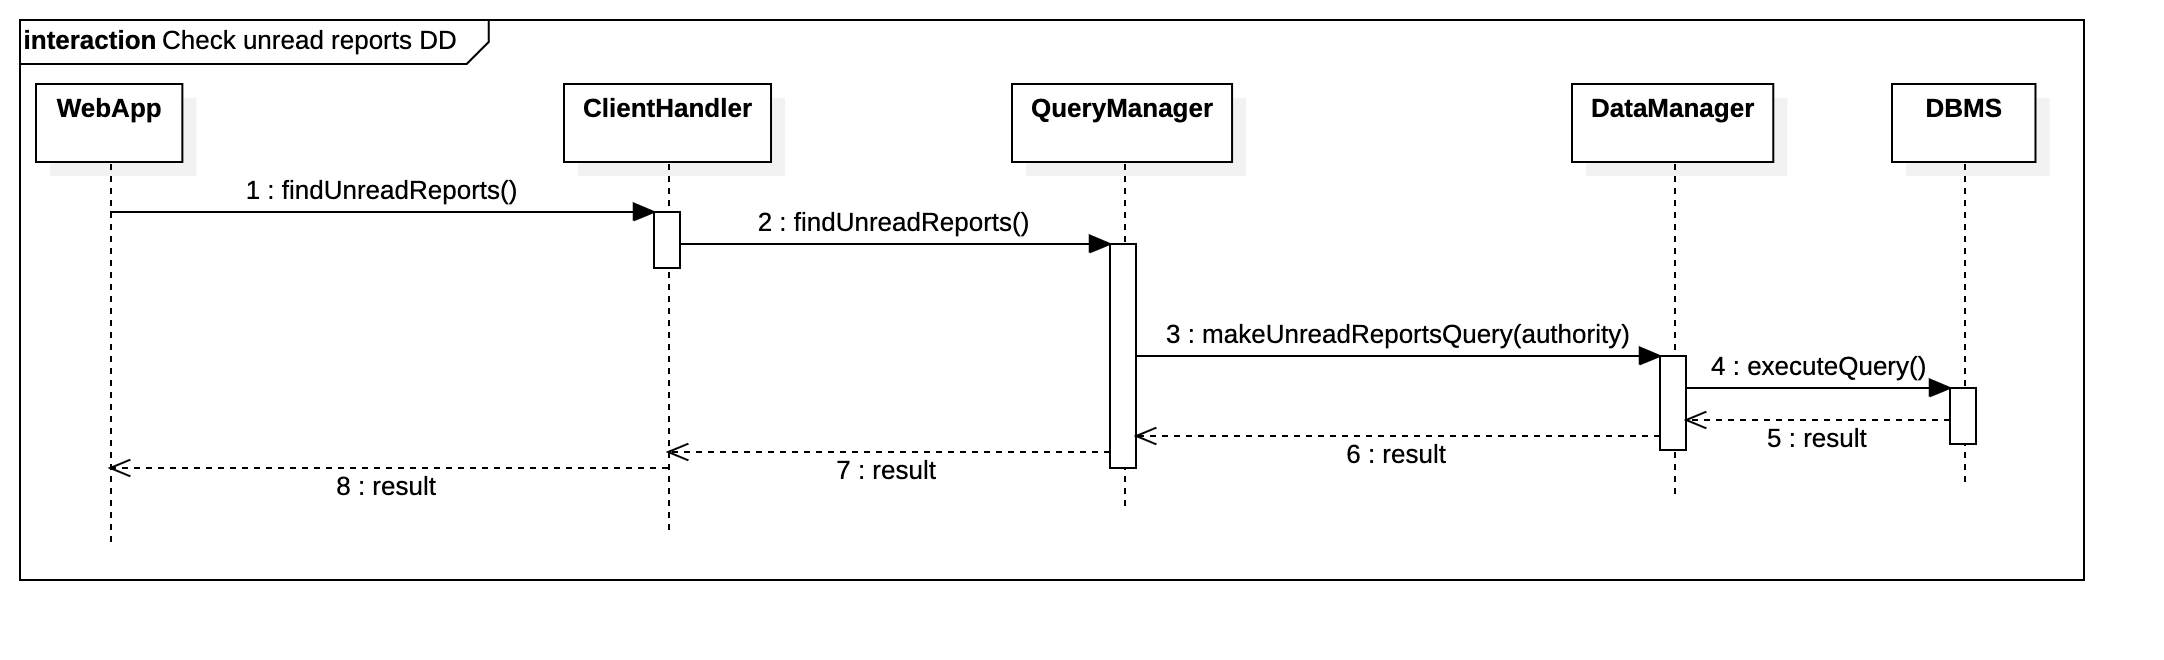 interaction Check unread reports DD
WebApp
ClientHandler
QueryManager
DataManager
DBMS
1 : findUnreadReports()
2 : findUnreadReports()
3 : makeUnreadReportsQuery(authority)
4 : executeQuery()
5 : result
6 : result
7 : result
8 : result